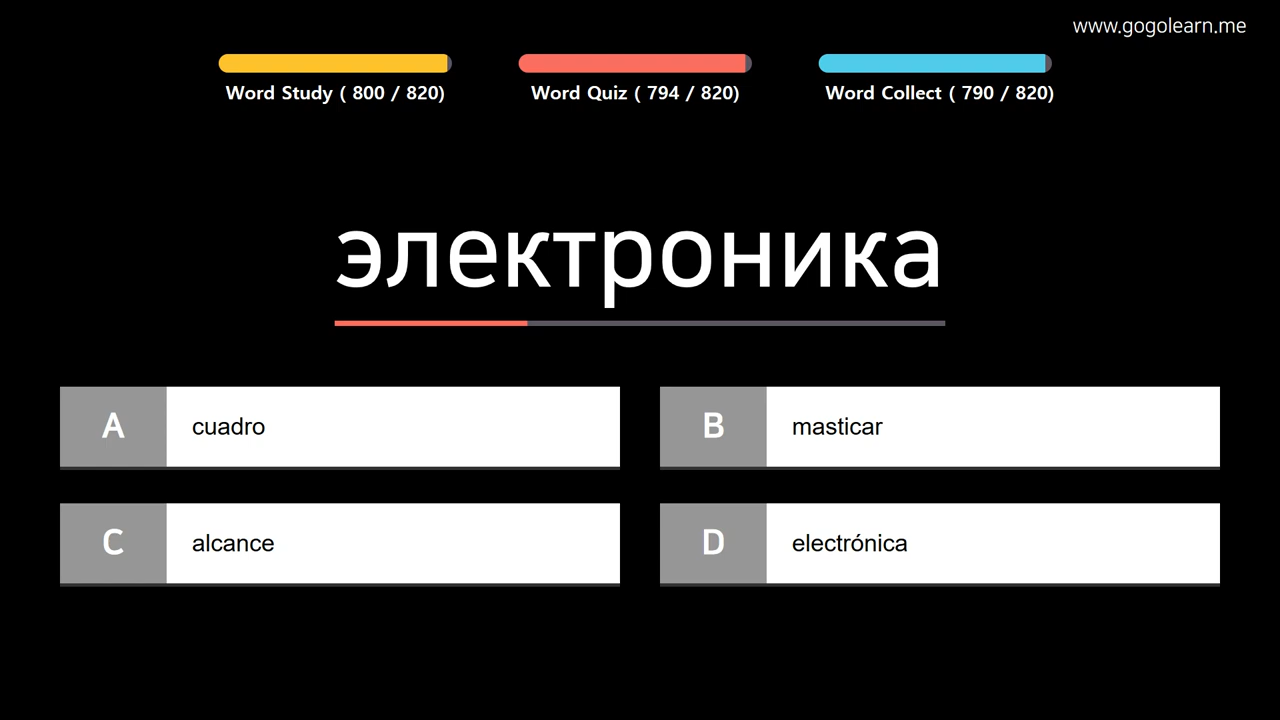 www.gogolearn.me
Word Study ( 800 / 820)
Word Quiz ( 794 / 820)
Word Collect ( 790 / 820)
электроника
A cuadro
B masticar
C alcance
D electrónica